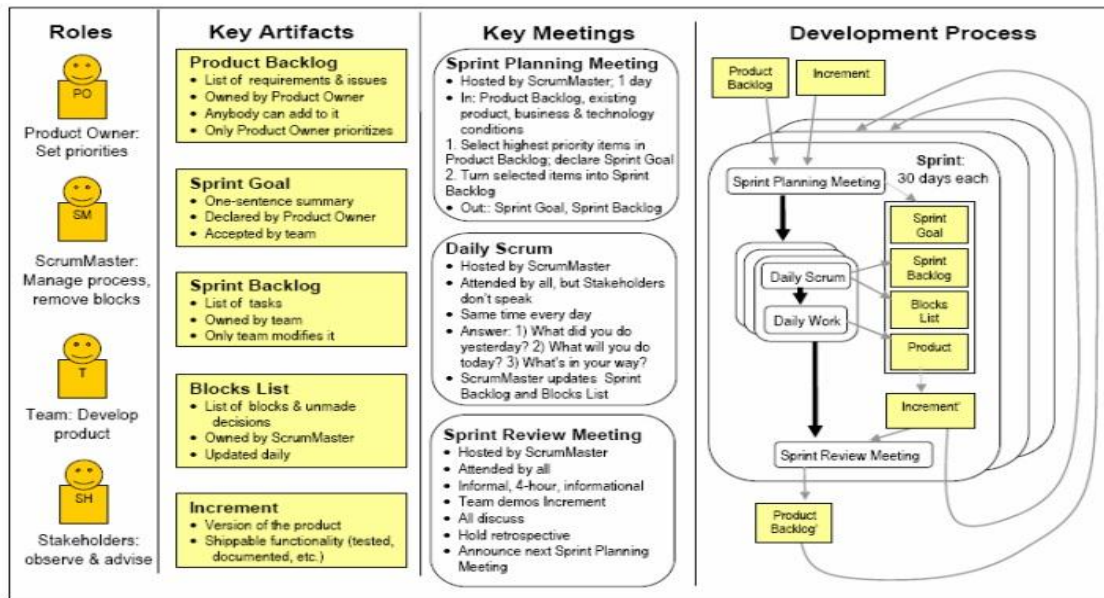 Roles
PO
Product Owner:
Set priorities
SM
ScrumMaster:
Manage process,
remove blocks
T
Team: Develop
product
SH
Stakeholders:
observe & advise
Key Artifacts
Product Backlog
• List of requirements & issues
• Owned by Product Owner
• Anybody can add to it
• Only Product Owner prioritizes
Sprint Goal
• One-sentence summary
• Declared by Product Owner
• Accepted by team
Sprint Backlog
• List of tasks
• Owned by team
• Only team modifies it
Blocks List
• List of blocks & unmade
decisions
• Owned by ScrumMaster
• Updated daily
Increment
• Version of the product
• Shippable functionality (tested,
documented, etc.)
Key Meetings
Sprint Planning Meeting
• Hosted by ScrumMaster; 1 day
• In: Product Backlog, existing
product, business & technology
conditions
1. Select highest priority items in
Product Backlog; declare Sprint Goal
2. Turn selected items into Sprint
Backlog
• Out:: Sprint Goal, Sprint Backlog
Daily Scrum
• Hosted by ScrumMaster
• Attended by all, but Stakeholders
don't speak
• Same time every day
• Answer: 1) What did you do
yesterday? 2) What will you do
today? 3) What's in your way?
• ScrumMaster updates Sprint
Backlog and Blocks List
Sprint Review Meeting
• Hosted by ScrumMaster
• Attended by all
• Informal, 4-hour, informational
• Team demos Increment
• All discuss
• Hold retrospective
• Announce next Sprint Planning
Meeting
Development Process
Product
Backlog
Increment
Sprint:
30 days each
Sprint Planning Meeting
Sprint
Goal
Sprint
Backlog
Blocks
List
Product
Daily Scrum
Daily Work
Increment'
Sprint Review Meeting
Product
Backlog'